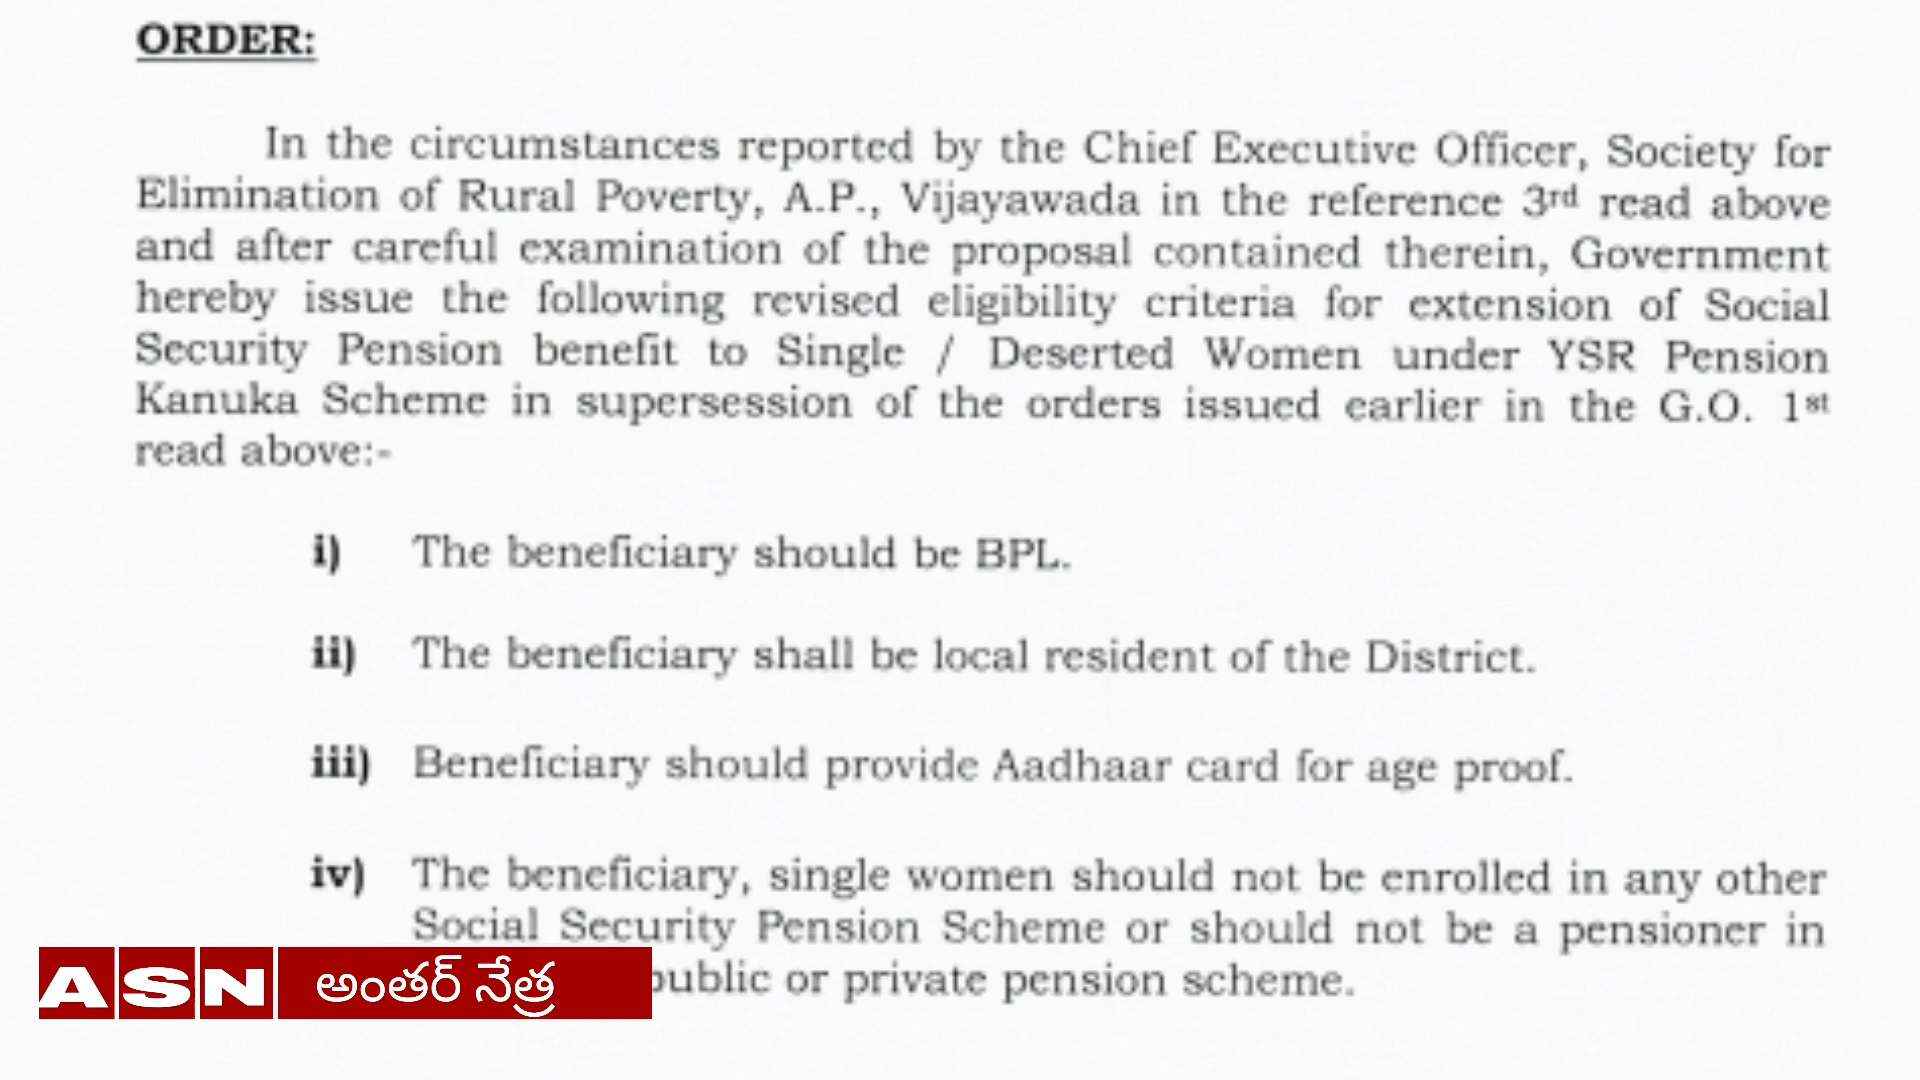 ORDER:
In the circumstances reported by the Chief Executive Officer, Society for
Elimination of Rural Poverty, A.P., Vijayawada in the reference 3rd read above
and after careful examination of the proposal contained therein, Government
hereby issue the following revised eligibility criteria for extension of Social
Security Pension benefit to Single / Deserted Women under YSR Pension
Kanuka Scheme in supersession of the orders issued earlier in the G.O. 1st
read above:-
i) The beneficiary should be BPL.
ii) The beneficiary shall be local resident of the District.
iii) Beneficiary should provide Aadhaar card for age proof.
iv) The beneficiary, single women should not be enrolled in any other
Social Security Pension Scheme or should not be a pensioner in
public or private pension scheme.
ASN అంతర్ నేత్ర